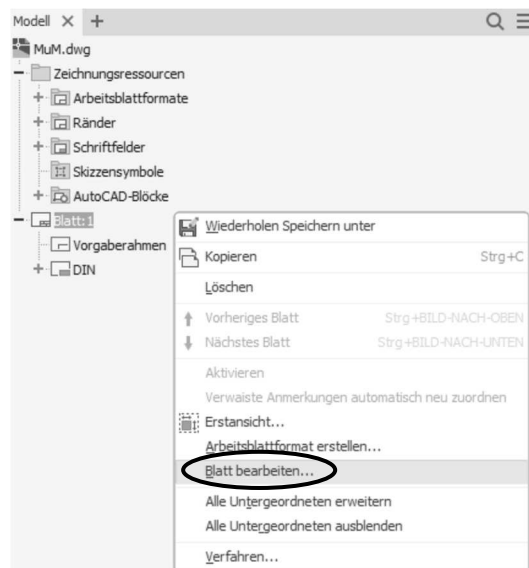 Modell × +
MuM.dwg
Zeichnungsressourcen
Arbeitsblattformate
Ränder
Schriftfelder
Skizzensymbole
AutoCAD-Blöcke
Blatt:1
Vorgaberahmen
DIN
Wiederholen Speichern unter
Kopieren Strg+C
Löschen
Vorheriges Blatt Strg+BILD-NACH-OBEN
Nächstes Blatt Strg+BILD-NACH-UNTEN
Aktivieren
Verwaiste Anmerkungen automatisch neu zuordnen
Erstansicht...
Arbeitsblattformat erstellen...
Blatt bearbeiten...
Alle Untergeordneten erweitern
Alle Untergeordneten ausblenden
Verfahren...